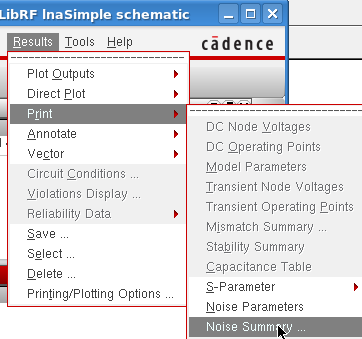 LibRF lnaSimple schematic
Results Tools Help
cādence
Plot Outputs
Direct Plot
Print
Annotate
Vector
Circuit Conditions ...
Violations Display ...
Reliability Data
Save ...
Select ...
Delete ...
Printing/Plotting Options ...
DC Node Voltages
DC Operating Points
Model Parameters
Transient Node Voltages
Transient Operating Points
Mismatch Summary ...
Stability Summary
Capacitance Table
S-Parameter
Noise Parameters
Noise Summary ...